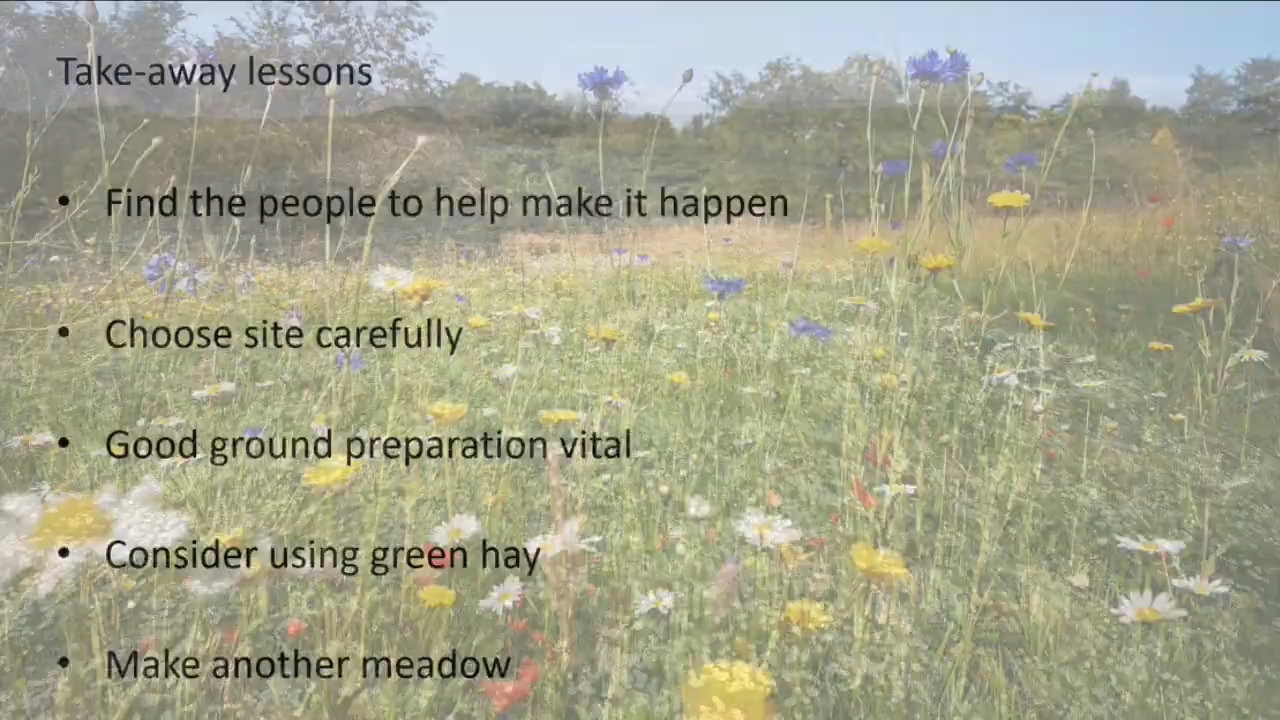 Take-away lessons
• Find the people to help make it happen
• Choose site carefully
• Good ground preparation vital
• Consider using green hay
• Make another meadow